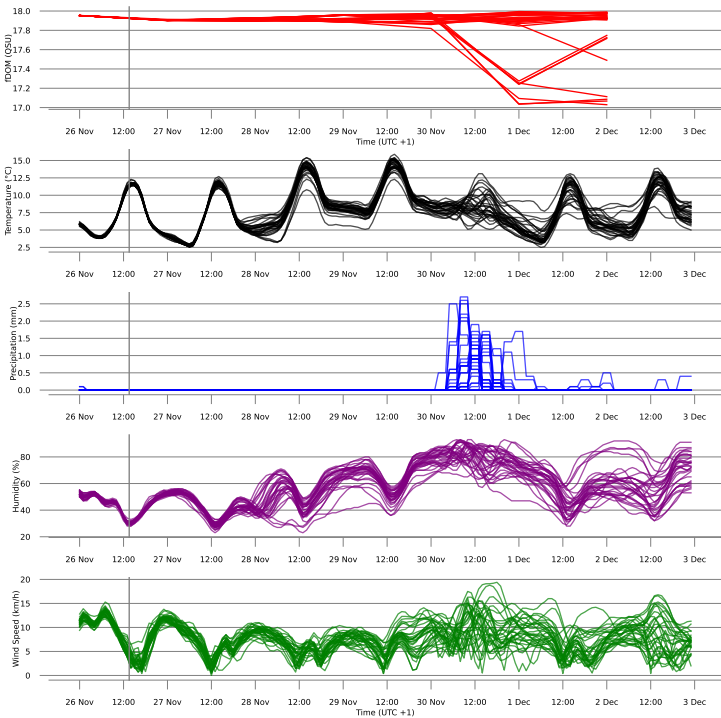 fDOM (QSU)
18.0
17.8
17.6
17.4
17.2
17.0
26 Nov 12:00 27 Nov 12:00 28 Nov 12:00 29 Nov 12:00 30 Nov 12:00 1 Dec 12:00 2 Dec 12:00 3 Dec
Time (UTC +1)
Temperature (°C)
15.0
12.5
10.0
7.5
5.0
2.5
26 Nov 12:00 27 Nov 12:00 28 Nov 12:00 29 Nov 12:00 30 Nov 12:00 1 Dec 12:00 2 Dec 12:00 3 Dec
Precipitation (mm)
2.5
2.0
1.5
1.0
0.5
0.0
26 Nov 12:00 27 Nov 12:00 28 Nov 12:00 29 Nov 12:00 30 Nov 12:00 1 Dec 12:00 2 Dec 12:00 3 Dec
Humidity (%)
80
60
40
20
26 Nov 12:00 27 Nov 12:00 28 Nov 12:00 29 Nov 12:00 30 Nov 12:00 1 Dec 12:00 2 Dec 12:00 3 Dec
Wind Speed (km/h)
20
15
10
5
0
26 Nov 12:00 27 Nov 12:00 28 Nov 12:00 29 Nov 12:00 30 Nov 12:00 1 Dec 12:00 2 Dec 12:00 3 Dec
Time (UTC +1)